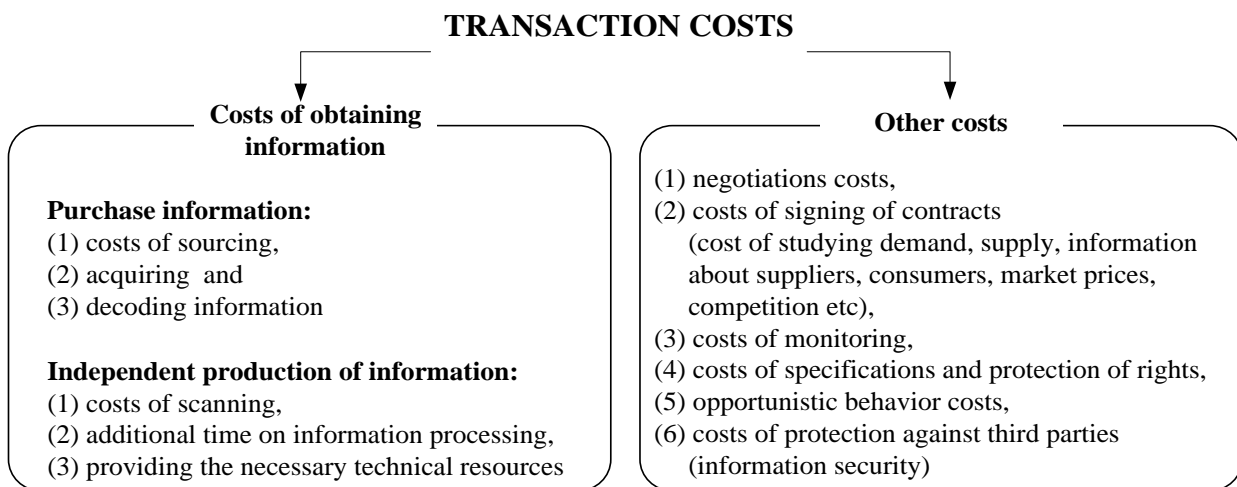 TRANSACTION COSTS
Costs of obtaining
information
Purchase information:
(1) costs of sourcing,
(2) acquiring and
(3) decoding information
Independent production of information:
(1) costs of scanning,
(2) additional time on information processing,
(3) providing the necessary technical resources
Other costs
(1) negotiations costs,
(2) costs of signing of contracts
(cost of studying demand, supply, information
about suppliers, consumers, market prices,
competition etc),
(3) costs of monitoring,
(4) costs of specifications and protection of rights,
(5) opportunistic behavior costs,
(6) costs of protection against third parties
(information security)